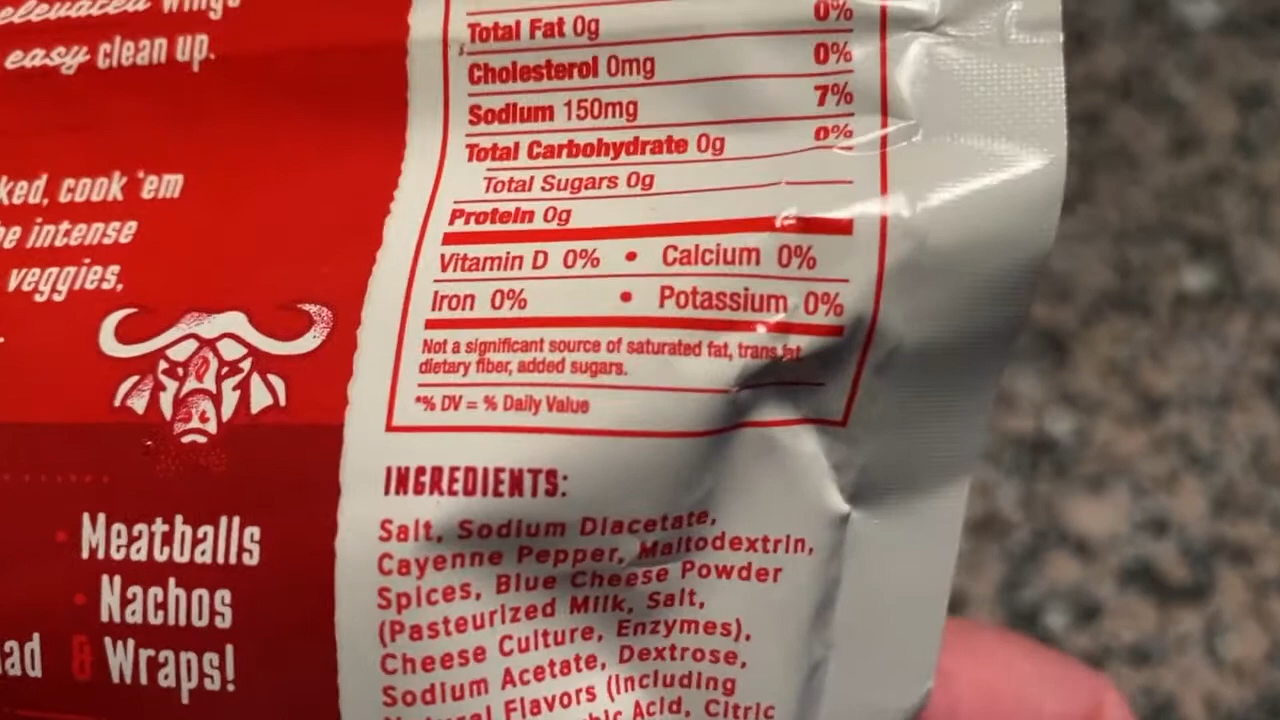 elevated wings
easy clean up.
ked, cook 'em
he intense
veggies,
Meatballs
Nachos
ad & Wraps!
0%
Total Fat 0g
Cholesterol 0mg 0%
Sodium 150mg 7%
Total Carbohydrate 0g 0%
Total Sugars 0g
Protein 0g
Vitamin D 0% • Calcium 0%
Iron 0% • Potassium 0%
Not a significant source of saturated fat, trans fat
dietary fiber, added sugars.
*% DV = % Daily Value
INGREDIENTS:
Salt, Sodium Diacetate,
Cayenne Pepper, Maltodextrin,
Spices, Blue Cheese Powder
(Pasteurized Milk, Salt,
Cheese Culture, Enzymes),
Sodium Acetate, Dextrose,
Natural Flavors (Including
Acid, Citric